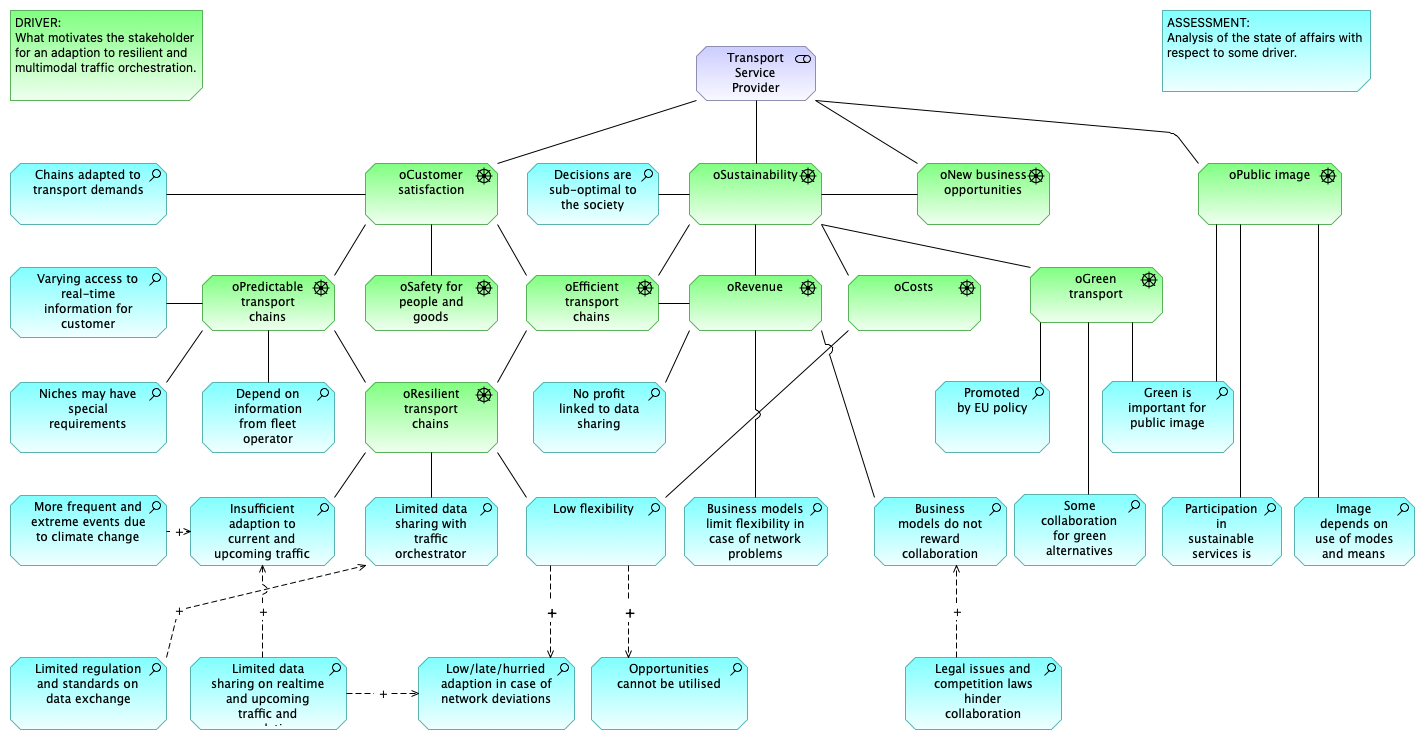 DRIVER:
What motivates the stakeholder
for an adaption to resilient and
multimodal traffic orchestration.
Transport
Service
Provider
ASSESSMENT:
Analysis of the state of affairs with
respect to some driver.
Chains adapted to
transport demands
oCustomer
satisfaction
Decisions are
sub-optimal to
the society
oSustainability
oNew business
opportunities
oPublic image
Varying access to
real-time
information for
customer
oPredictable
transport
chains
oSafety for
people and
goods
oEfficient
transport
chains
oRevenue
oCosts
oGreen
transport
Niches may have
special
requirements
Depend on
information
from fleet
operator
oResilient
transport
chains
No profit
linked to data
sharing
Promoted
by EU policy
Green is
important for
public image
More frequent and
extreme events due
to climate change
Insufficient
adaption to
current and
upcoming traffic
Limited data
sharing with
traffic
orchestrator
Low flexibility
Business models
limit flexibility in
case of network
problems
Business
models do not
reward
collaboration
Some
collaboration
for green
alternatives
Participation
in
sustainable
services is
Image
depends on
use of modes
and means
+
+
+
+
+
+
+
Limited regulation
and standards on
data exchange
Limited data
sharing on realtime
and upcoming
traffic and
Low/late/hurried
adaption in case of
network deviations
Opportunities
cannot be utilised
Legal issues and
competition laws
hinder
collaboration